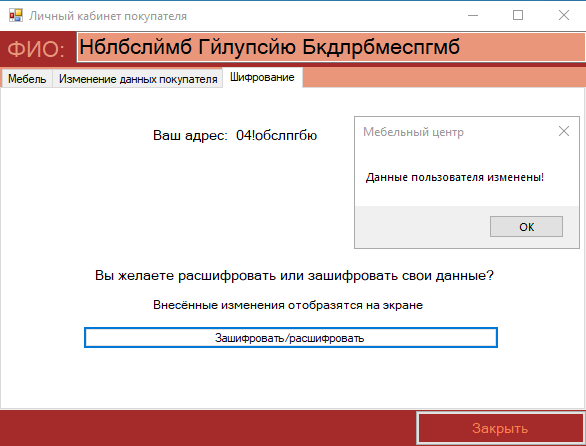 Личный кабинет покупателя
ФИО: Нблбслймб Гйлупсйю Бкдлрбмеспгмб
Мебель Изменение данных покупателя Шифрование
Ваш адрес: 04!обслпгбю
Мебельный центр
Данные пользователя изменены!
ОК
Вы желаете расшифровать или зашифровать свои данные?
Внесённые изменения отобразятся на экране
Зашифровать/расшифровать
Закрыть